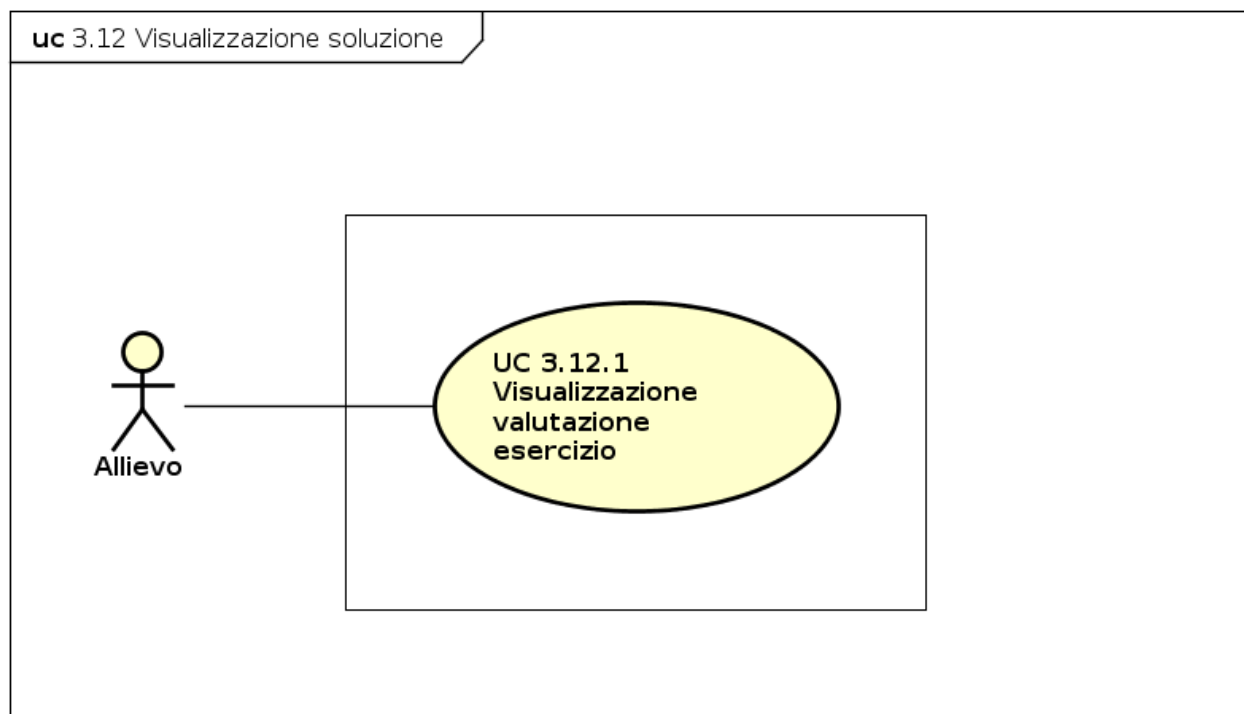 uc 3.12 Visualizzazione soluzione
UC 3.12.1
Visualizzazione
valutazione
esercizio
Allievo